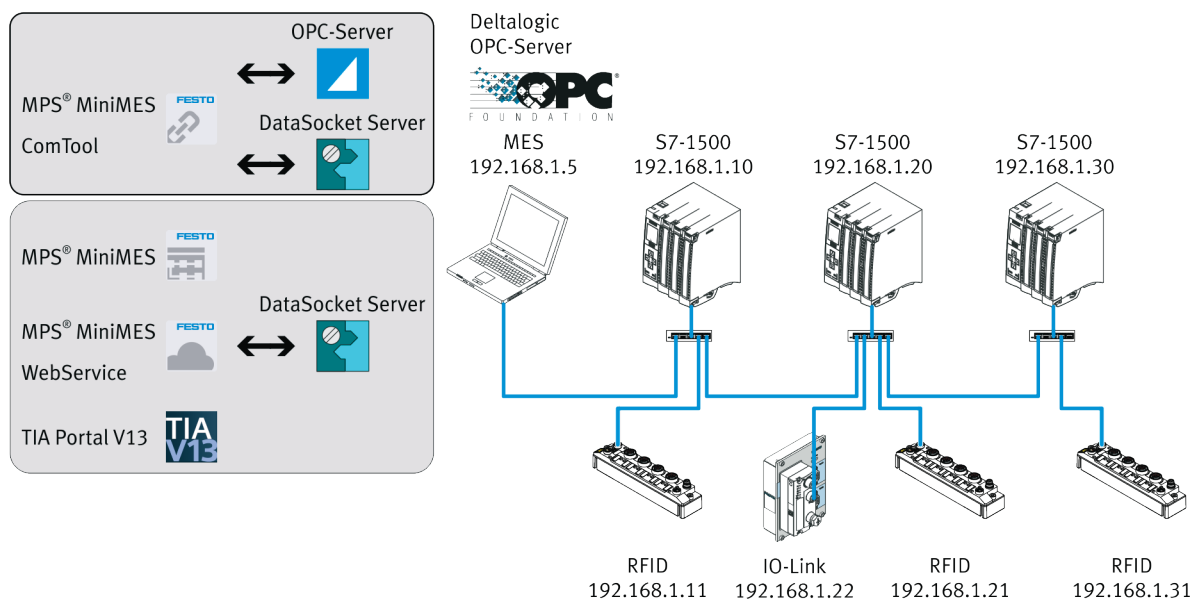 OPC-Server
MPS® MiniMES
ComTool
FESTO
DataSocket Server
MPS® MiniMES
FESTO
MPS® MiniMES
WebService
FESTO
DataSocket Server
TIA Portal V13
TIA
V13
Deltalogic
OPC-Server
OPC®
FOUNDATION
MES
192.168.1.5
S7-1500
192.168.1.10
S7-1500
192.168.1.20
S7-1500
192.168.1.30
RFID
192.168.1.11
IO-Link
192.168.1.22
RFID
192.168.1.21
RFID
192.168.1.31